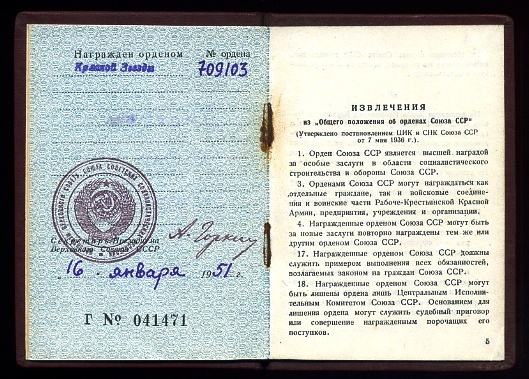 Награжден орденом № ордена
Красной Звезды 709103
Секретарь Президиума
Верховного Совета СССР
16 января 1951 г.
Г № 041471
ИЗВЛЕЧЕНИЯ
из „Общего положения об орденах Союза ССР"
(Утверждено постановлением ЦИК и СНК Союза ССР
от 7 мая 1936 г.).
1. Орден Союза ССР является высшей наградой
за особые заслуги в области социалистического
строительства и обороны Союза ССР.
3. Орденами Союза ССР могут награждаться как
отдельные граждане, так и войсковые соедине-
ния и воинские части Рабоче-Крестьянской Красной
Армии, предприятия, учреждения и организации.
4. Награжденные орденом Союза ССР могут быть
за новые заслуги повторно награждены тем же или
другим орденом Союза ССР.
17. Награжденные орденом Союза ССР должны
служить примером выполнения всех обязанностей,
возлагаемых законом на граждан Союза ССР.
18. Награжденные орденом Союза ССР могут
быть лишены ордена лишь Центральным Исполни-
тельным Комитетом Союза ССР. Основанием для
лишения ордена могут служить судебный приговор
или совершение награжденным порочащих его
поступков.
5